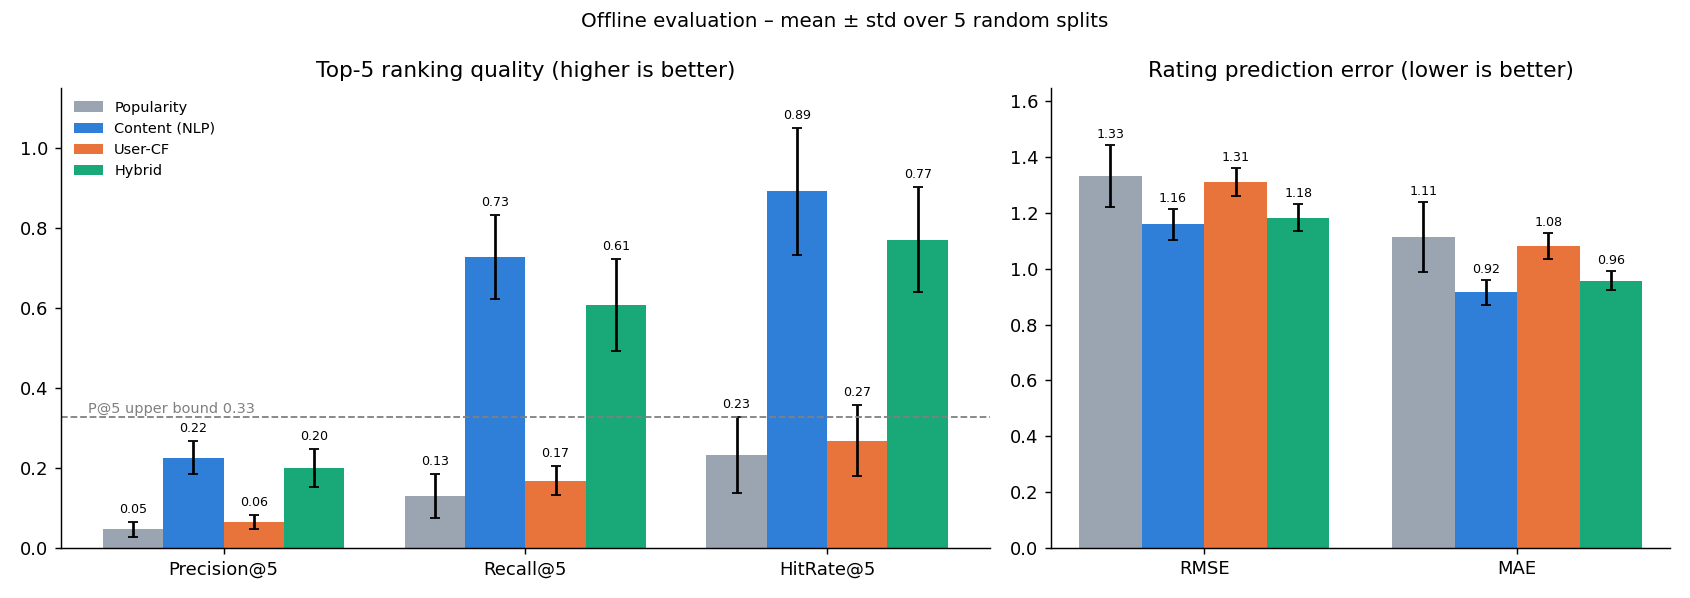 Offline evaluation – mean ± std over 5 random splits
Top-5 ranking quality (higher is better)
Popularity
Content (NLP)
User-CF
Hybrid
1.0
0.8
0.6
0.4
0.2
0.0
P@5 upper bound 0.33
0.05
0.22
0.06
0.20
0.13
0.73
0.17
0.61
0.23
0.89
0.27
0.77
Precision@5
Recall@5
HitRate@5
Rating prediction error (lower is better)
1.6
1.4
1.2
1.0
0.8
0.6
0.4
0.2
0.0
1.33
1.16
1.31
1.18
1.11
0.92
1.08
0.96
RMSE
MAE